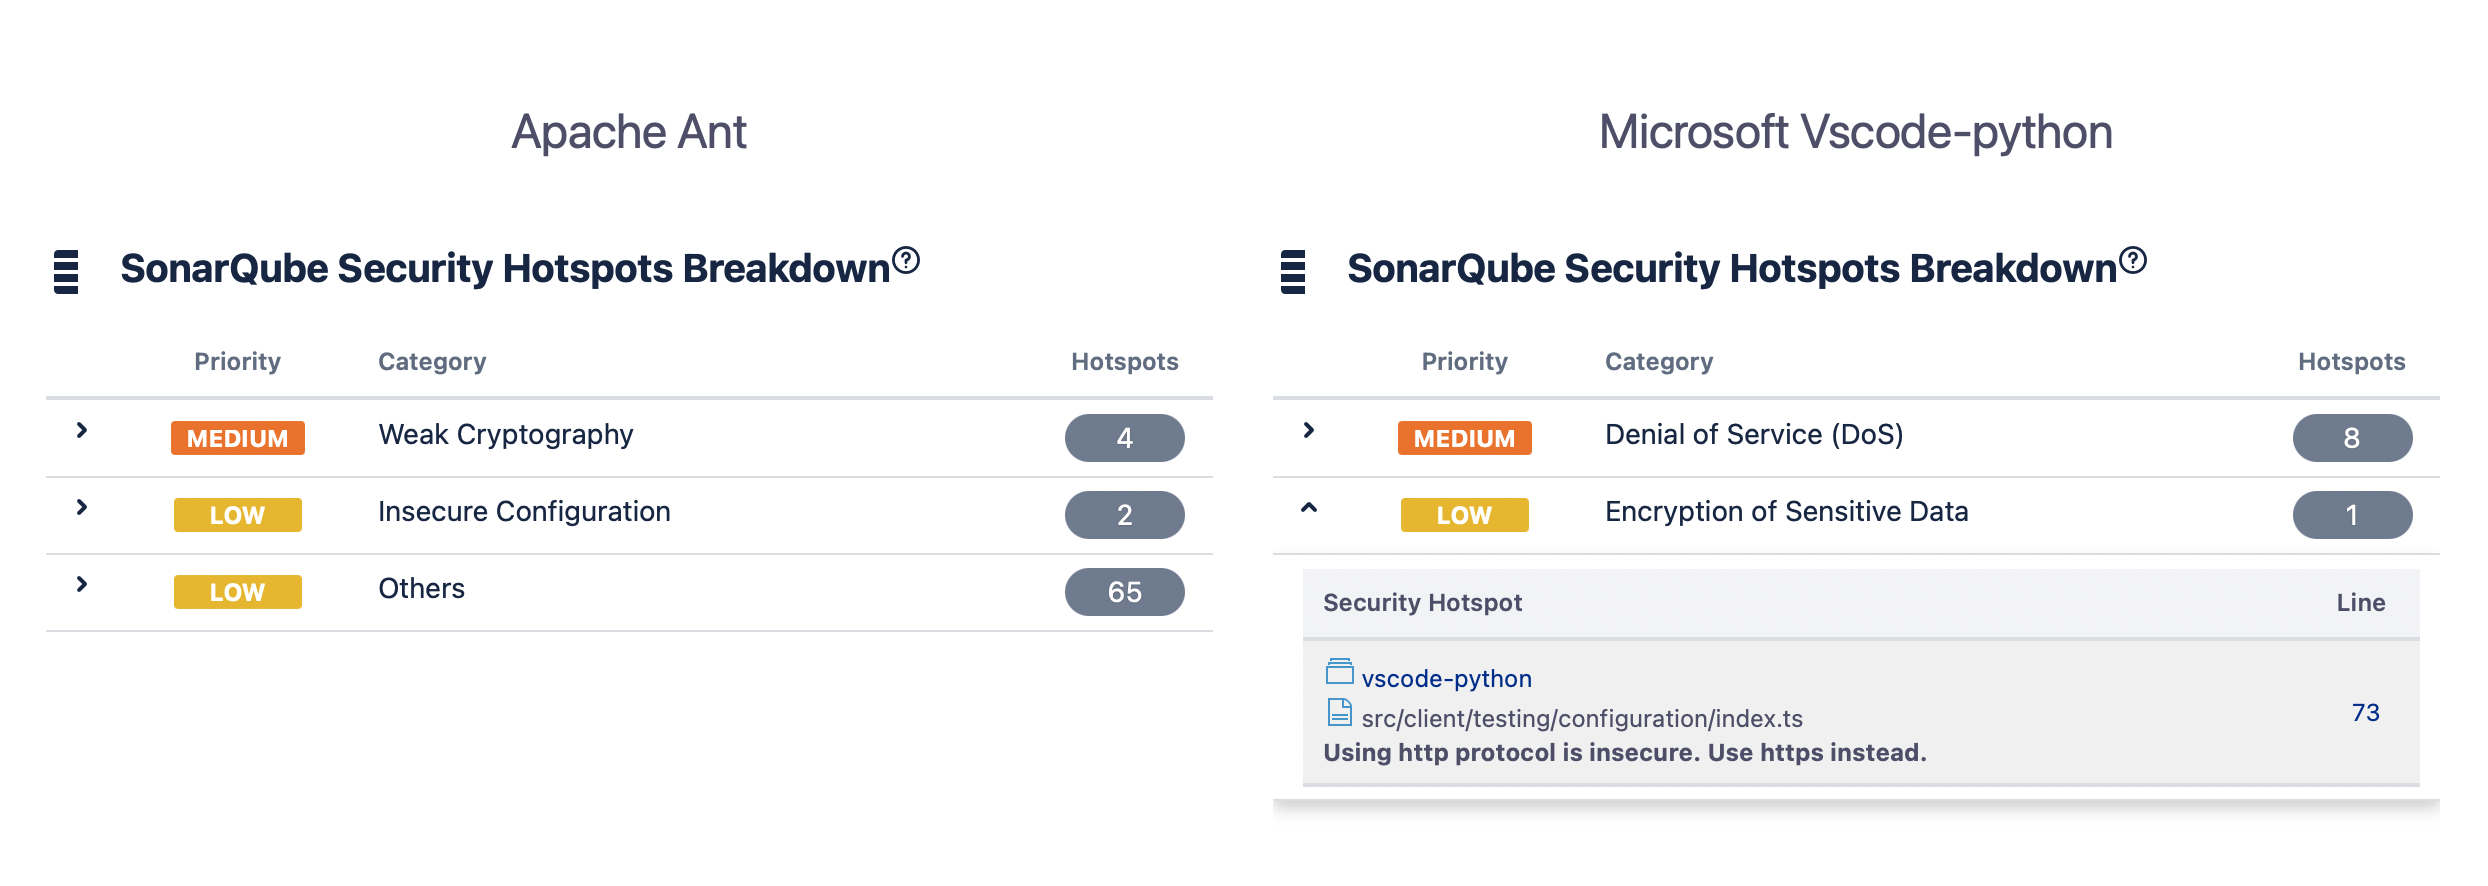 Apache Ant
SonarQube Security Hotspots Breakdown?
Priority Category Hotspots
MEDIUM Weak Cryptography 4
LOW Insecure Configuration 2
LOW Others 65
Microsoft Vscode-python
SonarQube Security Hotspots Breakdown?
Priority Category Hotspots
MEDIUM Denial of Service (DoS) 8
LOW Encryption of Sensitive Data 1
Security Hotspot Line
vscode-python
src/client/testing/configuration/index.ts 73
Using http protocol is insecure. Use https instead.